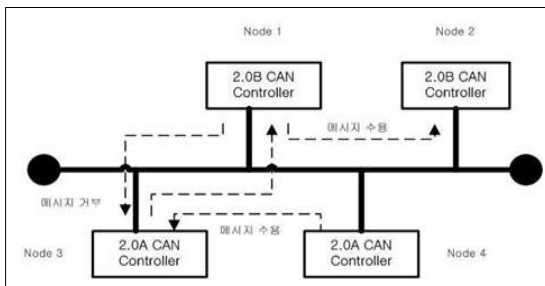 Node 1
Node 2
2.0B CAN
Controller
2.0B CAN
Controller
메시지 수용
메시지 거부
Node 3
2.0A CAN
Controller
메시지 수용
2.0A CAN
Controller
Node 4